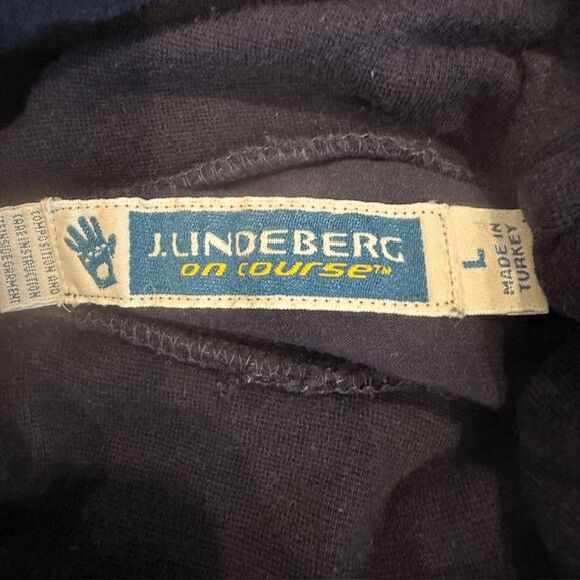 COMPOSITION AND
CARE INSTRUCTION
INSIDE GARMENT
J.LINDEBERG
on course™
L
MADE IN
TURKEY